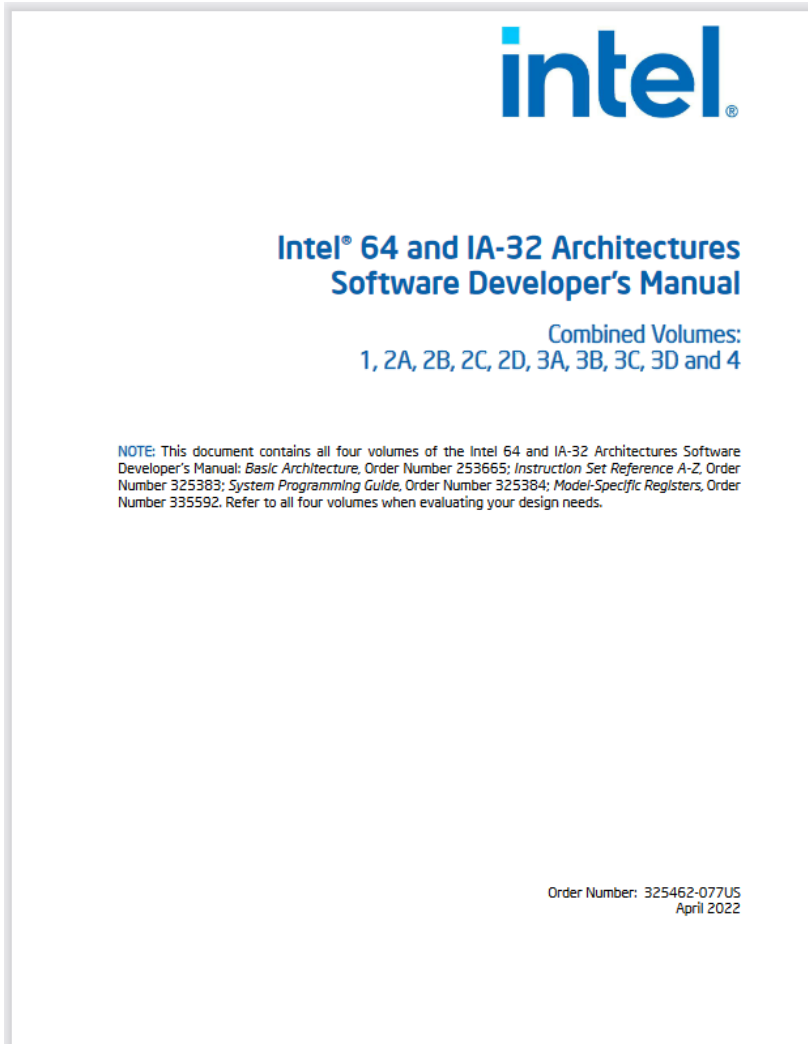 intel®
Intel® 64 and IA-32 Architectures
Software Developer's Manual
Combined Volumes:
1, 2A, 2B, 2C, 2D, 3A, 3B, 3C, 3D and 4
NOTE: This document contains all four volumes of the Intel 64 and IA-32 Architectures Software
Developer's Manual: Basic Architecture, Order Number 253665; Instruction Set Reference A-Z, Order
Number 325383; System Programming Guide, Order Number 325384; Model-Specific Registers, Order
Number 335592. Refer to all four volumes when evaluating your design needs.
Order Number: 325462-077US
April 2022